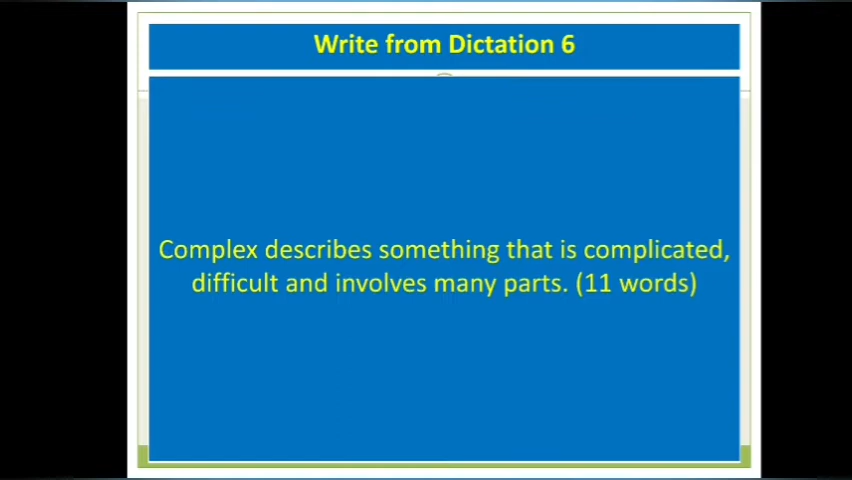 Write from Dictation 6
Complex describes something that is complicated,
difficult and involves many parts. (11 words)